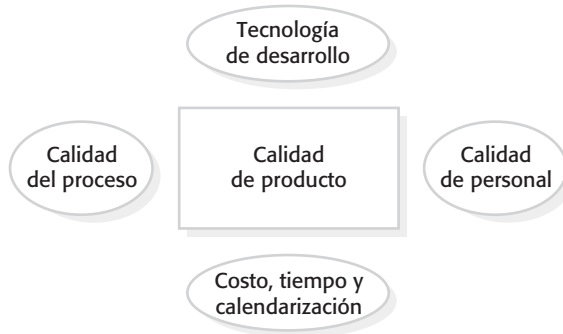 Tecnología
de desarrollo
Calidad
del proceso
Calidad
de producto
Calidad
de personal
Costo, tiempo y
calendarización